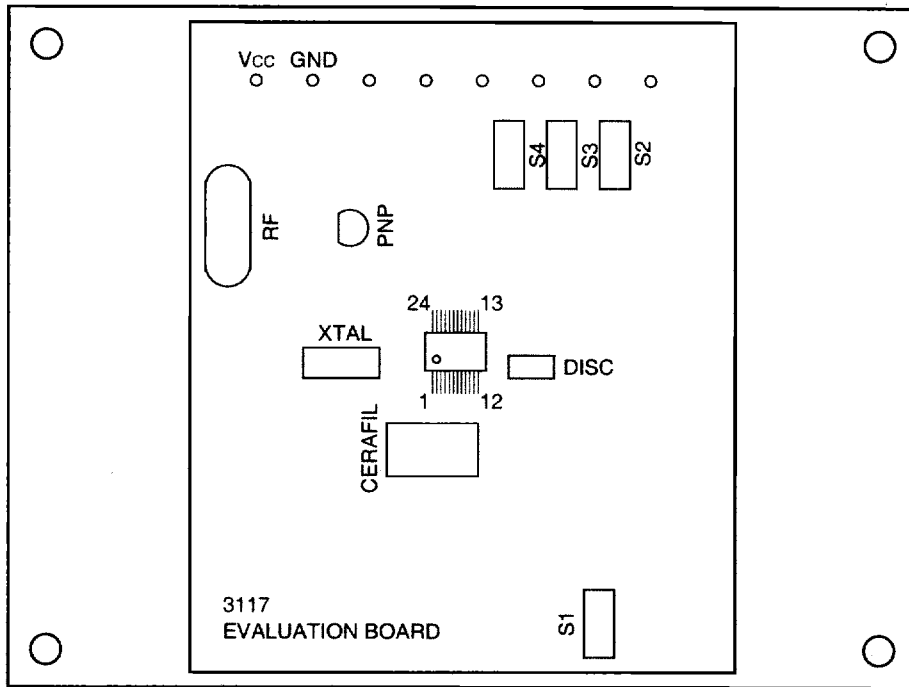 Vcc GND
S4
S3
S2
RF
PNP
24 13
XTAL
DISC
1 12
CERAFIL
3117
EVALUATION BOARD
S1